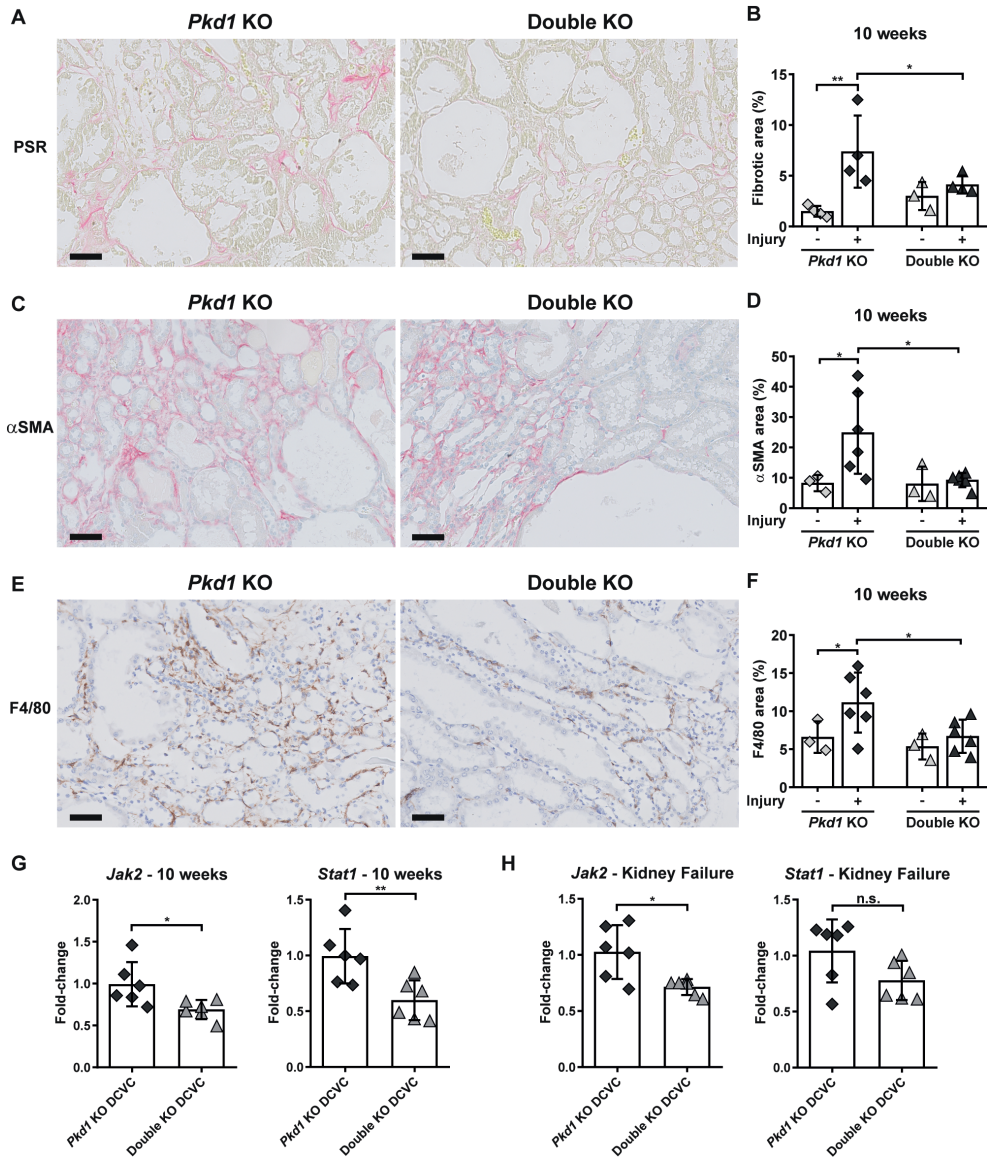 A
Pkd1 KO
Double KO
PSR
B
10 weeks
Fibrotic area (%)
15
10
5
0
**
*
Injury
- + - +
Pkd1 KO
Double KO
C
Pkd1 KO
Double KO
αSMA
D
10 weeks
αSMA area (%)
50
40
30
20
10
0
*
*
Injury
- + - +
Pkd1 KO
Double KO
E
Pkd1 KO
Double KO
F4/80
F
10 weeks
F4/80 area (%)
20
15
10
5
0
*
*
Injury
- + - +
Pkd1 KO
Double KO
G
Jak2 - 10 weeks
Fold-change
2.0
1.5
1.0
0.5
0.0
*
Pkd1 KO DCVC
Double KO DCVC
Stat1 - 10 weeks
Fold-change
1.5
1.0
0.5
0.0
**
Pkd1 KO DCVC
Double KO DCVC
H
Jak2 - Kidney Failure
Fold-change
1.5
1.0
0.5
0.0
*
Pkd1 KO DCVC
Double KO DCVC
Stat1 - Kidney Failure
Fold-change
1.5
1.0
0.5
0.0
n.s.
Pkd1 KO DCVC
Double KO DCVC